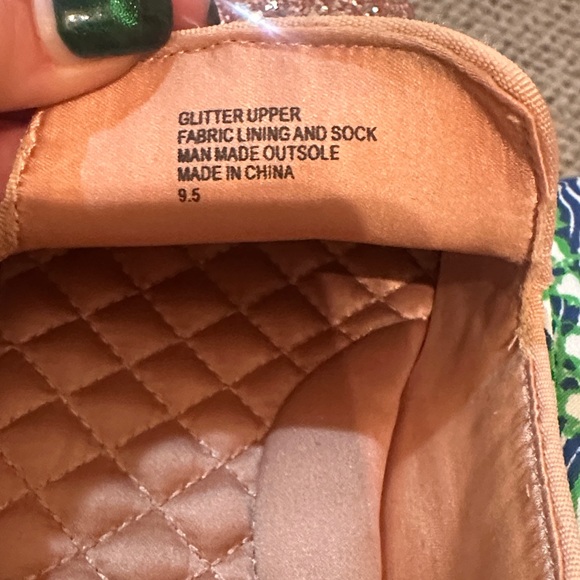 GLITTER UPPER
FABRIC LINING AND SOCK
MAN MADE OUTSOLE
MADE IN CHINA
9.5